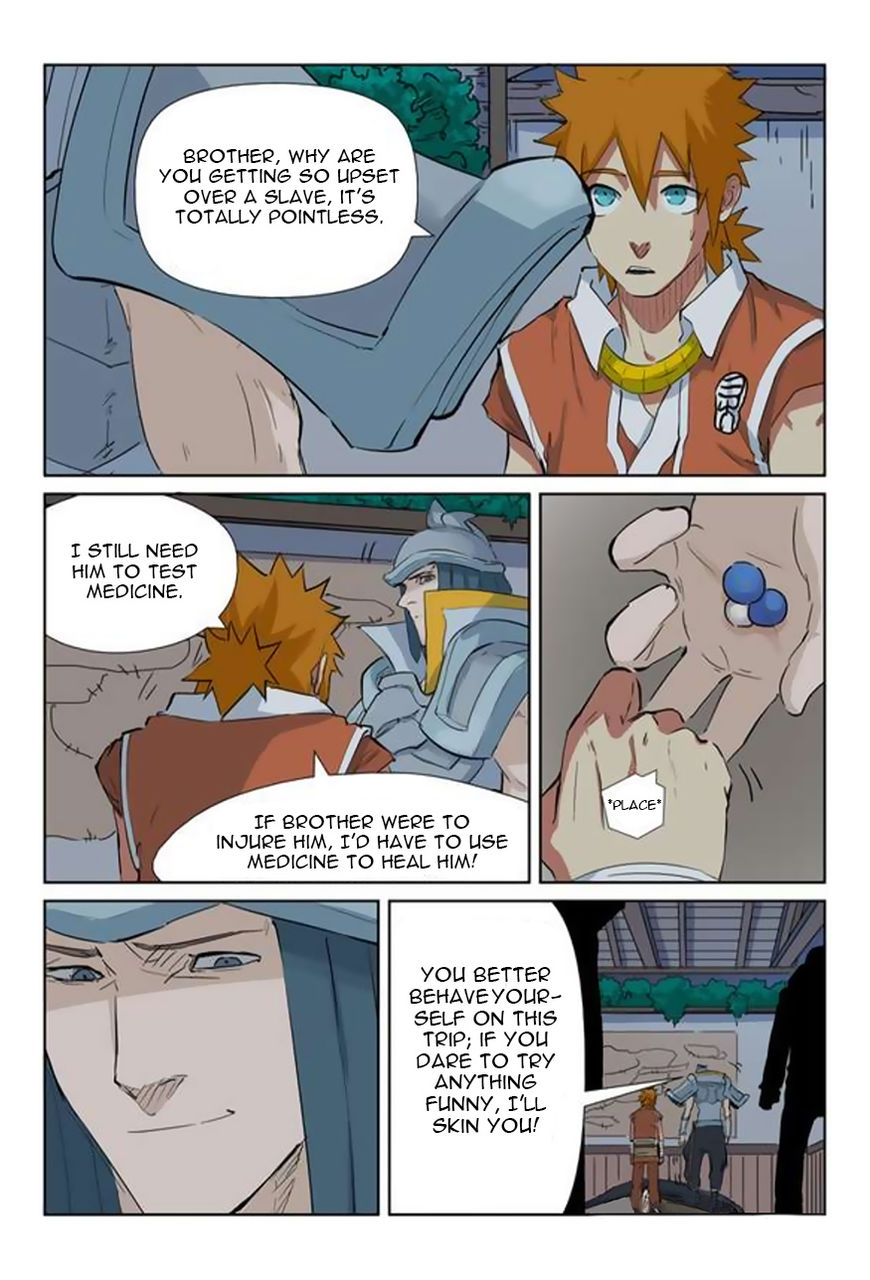 BROTHER, WHY ARE
YOU GETTING SO UPSET
OVER A SLAVE, IT'S
TOTALLY POINTLESS.
I STILL NEED
HIM TO TEST
MEDICINE.
IF BROTHER WERE TO
INJURE HIM, I'D HAVE TO USE
MEDICINE TO HEAL HIM!
*PLACE*
YOU BETTER
BEHAVE YOUR-
SELF ON THIS
TRIP; IF YOU
DARE TO TRY
ANYTHING
FUNNY, I'LL
SKIN YOU!